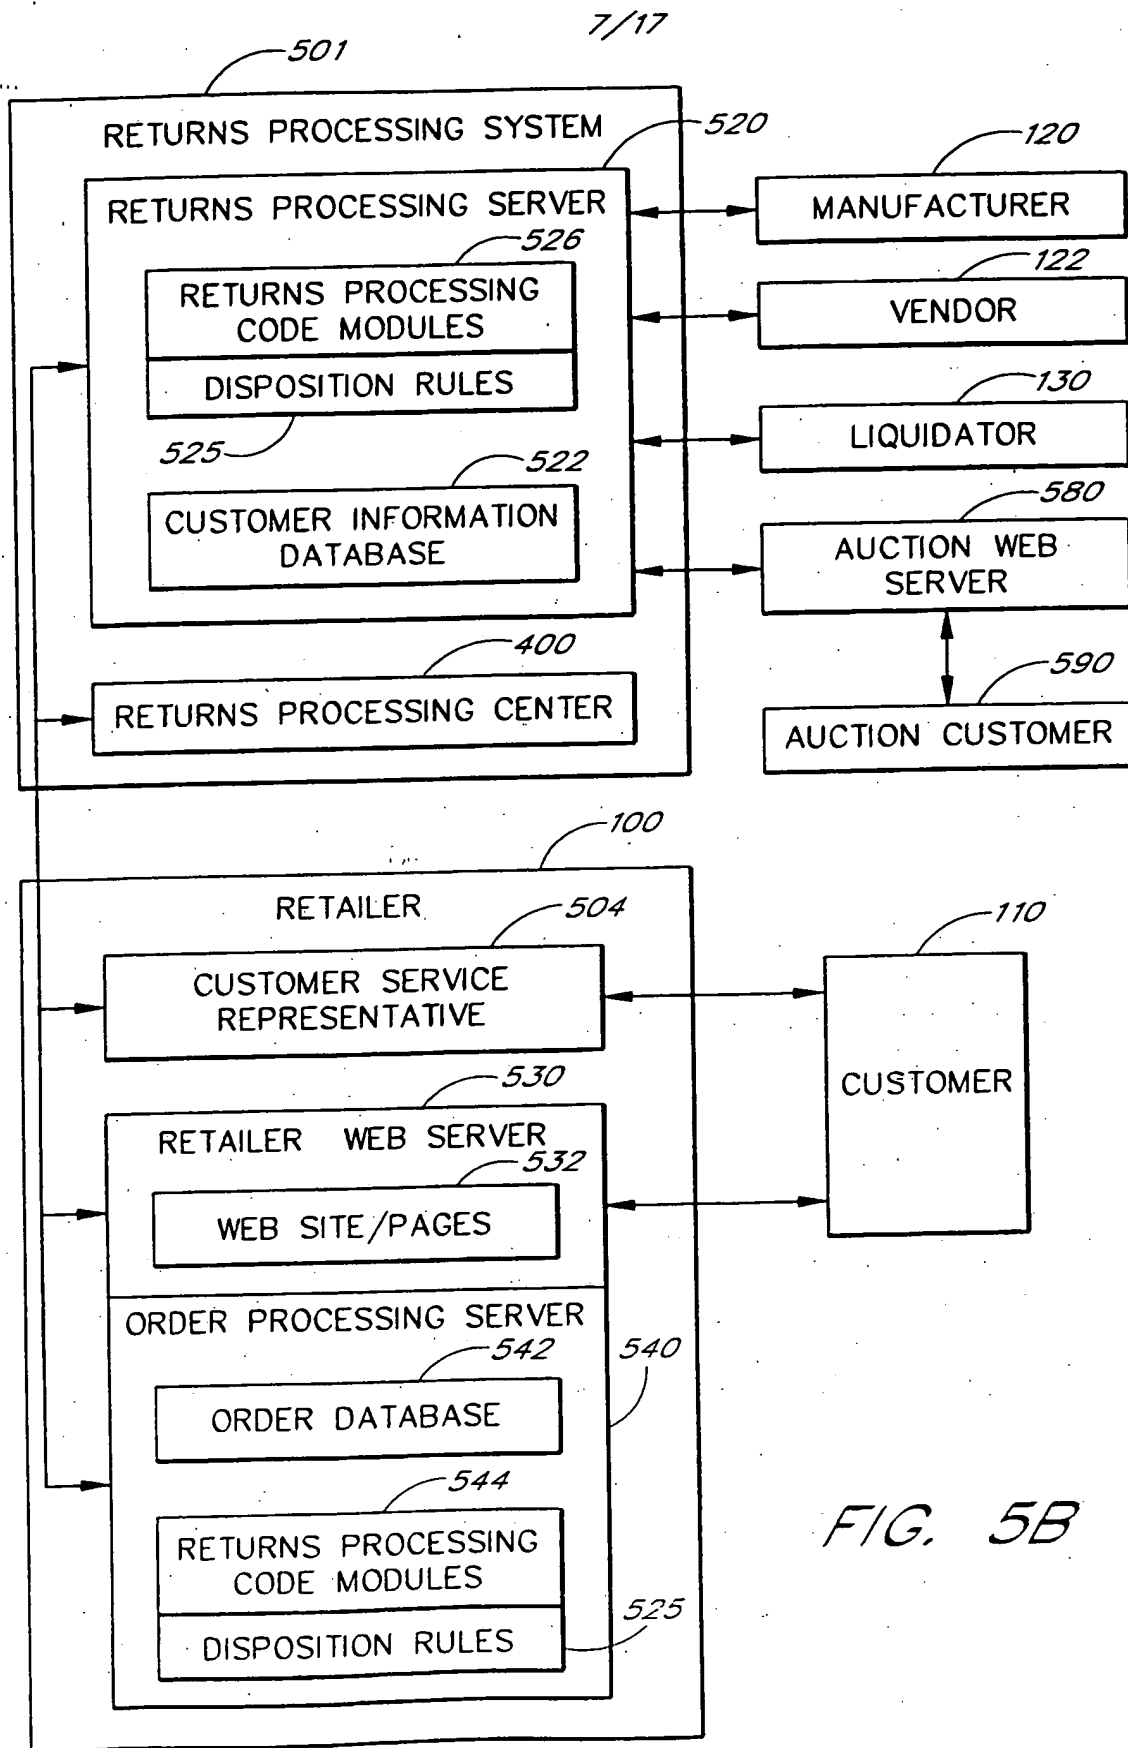 7/17
501
RETURNS PROCESSING SYSTEM
520
RETURNS PROCESSING SERVER
526
RETURNS PROCESSING
CODE MODULES
DISPOSITION RULES
525
522
CUSTOMER INFORMATION
DATABASE
400
RETURNS PROCESSING CENTER
120
MANUFACTURER
122
VENDOR
130
LIQUIDATOR
580
AUCTION WEB
SERVER
590
AUCTION CUSTOMER
100
RETAILER
504
CUSTOMER SERVICE
REPRESENTATIVE
110
CUSTOMER
530
RETAILER WEB SERVER
532
WEB SITE/PAGES
ORDER PROCESSING SERVER
542
540
ORDER DATABASE
544
RETURNS PROCESSING
CODE MODULES
525
DISPOSITION RULES
FIG. 5B